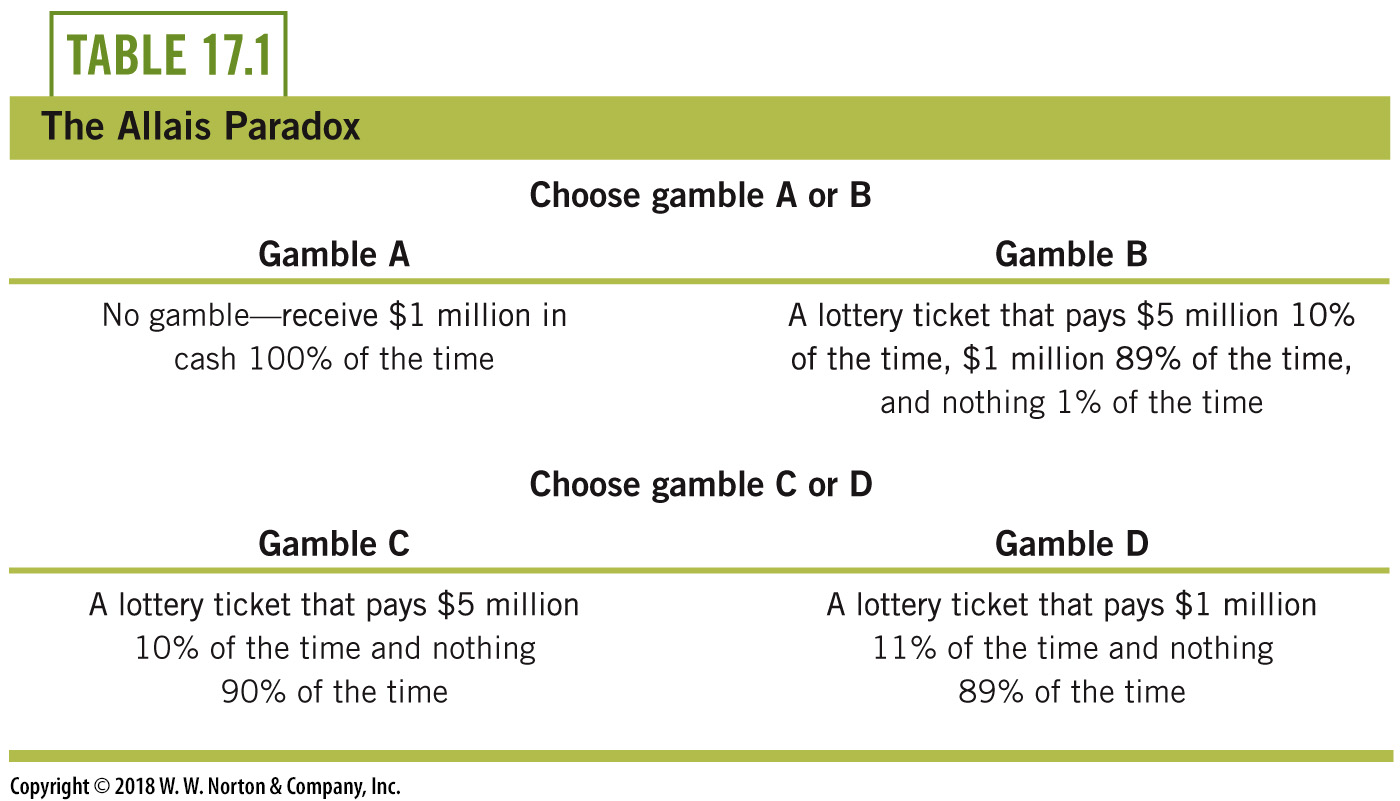 TABLE 17.1
The Allais Paradox
Choose gamble A or B
Gamble A
Gamble B
No gamble—receive $1 million in
cash 100% of the time
A lottery ticket that pays $5 million 10%
of the time, $1 million 89% of the time,
and nothing 1% of the time
Choose gamble C or D
Gamble C
Gamble D
A lottery ticket that pays $5 million
10% of the time and nothing
90% of the time
A lottery ticket that pays $1 million
11% of the time and nothing
89% of the time
Copyright © 2018 W. W. Norton & Company, Inc.